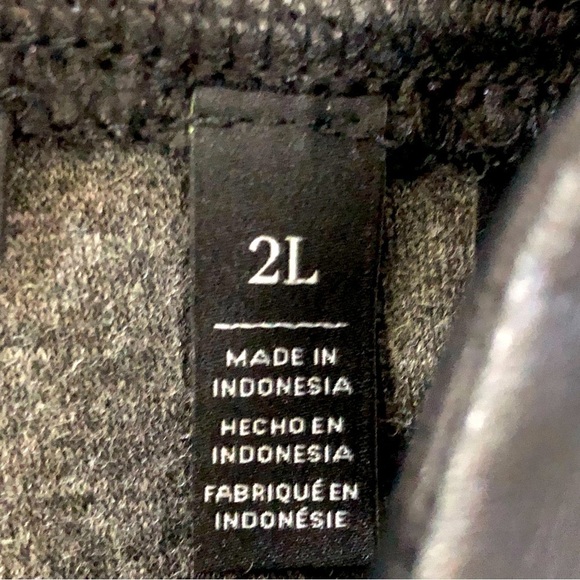 2L
MADE IN
INDONESIA
HECHO EN
INDONESIA
FABRIQUÉ EN
INDONÉSIE